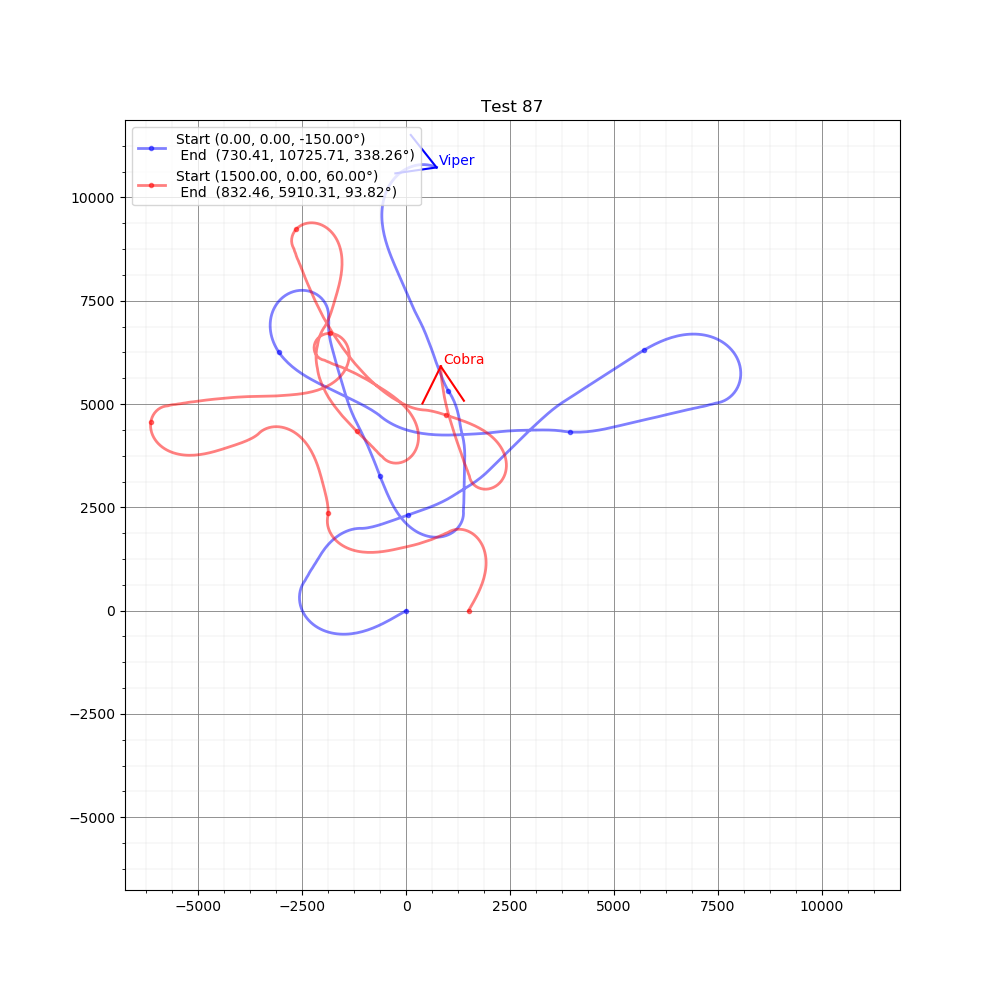 Test 87
Start (0.00, 0.00, -150.00°)
End  (730.41, 10725.71, 338.26°)
Start (1500.00, 0.00, 60.00°)
End  (832.46, 5910.31, 93.82°)
Viper
Cobra
10000
7500
5000
2500
0
−2500
−5000
−5000
−2500
0
2500
5000
7500
10000